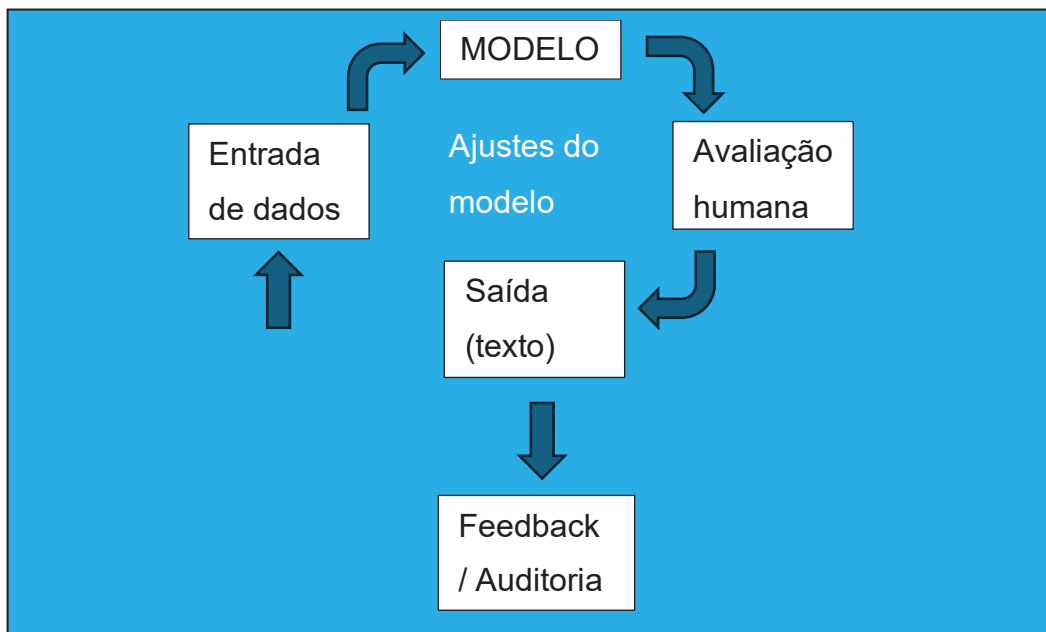 MODELO
Entrada
de dados
Ajustes do
modelo
Avaliação
humana
Saída
(texto)
Feedback
/ Auditoria